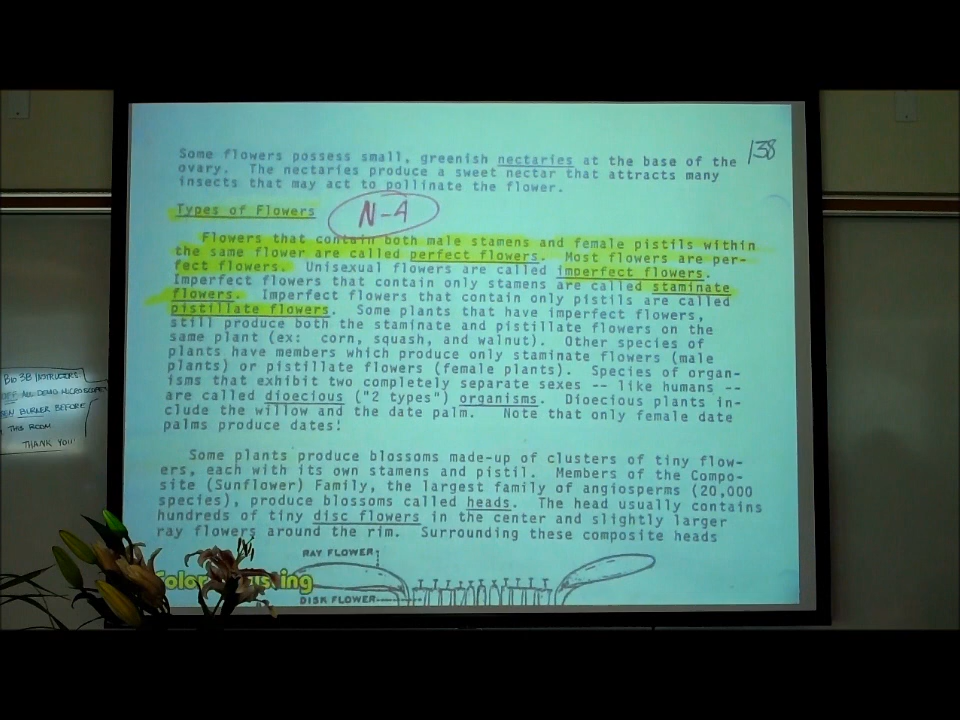 138
Some flowers possess small, greenish nectaries at the base of the
ovary. The nectaries produce a sweet nectar that attracts many
insects that may act to pollinate the flower.
Types of Flowers
N-A
Flowers that contain both male stamens and female pistils within
the same flower are called perfect flowers. Most flowers are per-
fect flowers. Unisexual flowers are called imperfect flowers.
Imperfect flowers that contain only stamens are called staminate
flowers. Imperfect flowers that contain only pistils are called
pistillate flowers. Some plants that have imperfect flowers,
still produce both the staminate and pistillate flowers on the
same plant (ex: corn, squash, and walnut). Other species of
plants have members which produce only staminate flowers (male
plants) or pistillate flowers (female plants). Species of organ-
isms that exhibit two completely separate sexes -- like humans --
are called dioecious ("2 types") organisms. Dioecious plants in-
clude the willow and the date palm. Note that only female date
palms produce dates!
Some plants produce blossoms made-up of clusters of tiny flow-
ers, each with its own stamens and pistil. Members of the Compo-
site (Sunflower) Family, the largest family of angiosperms (20,000
species), produce blossoms called heads. The head usually contains
hundreds of tiny disc flowers in the center and slightly larger
ray flowers around the rim. Surrounding these composite heads
RAY FLOWER
DISK FLOWER
BIO 3B INSTRUCTORS
OFF ALL DEMO MICROSCOPES
BURNER BEFORE
THIS ROOM
THANK YOU!